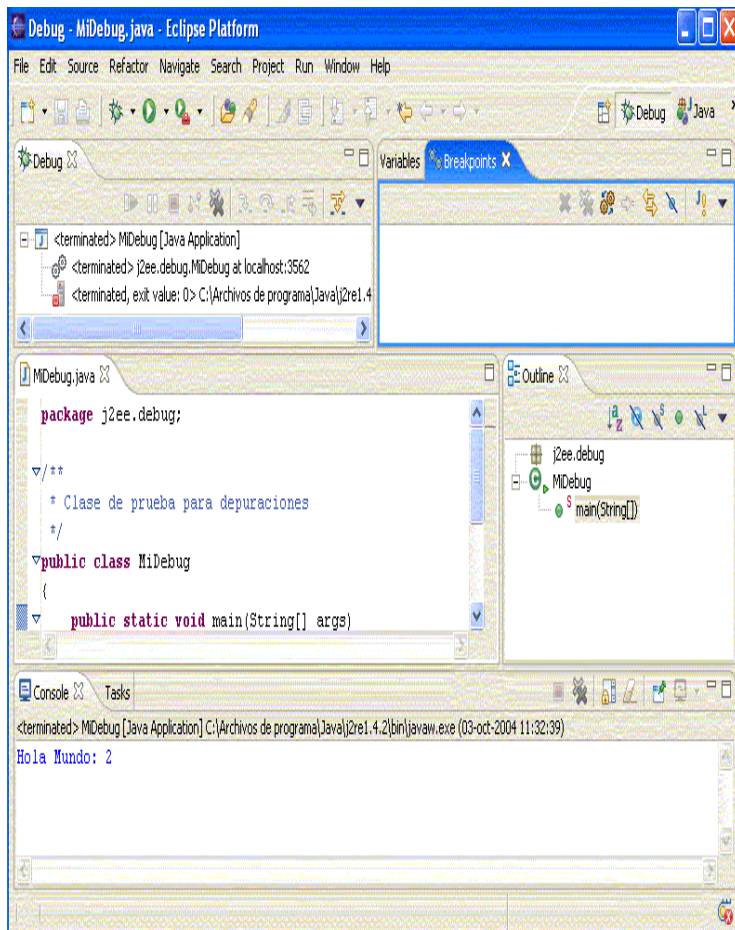 Debug - MiDebug.java - Eclipse Platform
File Edit Source Refactor Navigate Search Project Run Window Help
Debug Java
Debug
Variables Breakpoints
<terminated> MiDebug [Java Application]
<terminated> j2ee.debug.MiDebug at localhost:3562
<terminated, exit value: 0> C:\Archivos de programa\Java\j2re1.4
MiDebug.java
package j2ee.debug;
/**
* Clase de prueba para depuraciones
*/
public class MiDebug
{
public static void main(String[] args)
Outline
j2ee.debug
MiDebug
main(String[])
Console Tasks
<terminated> MiDebug [Java Application] C:\Archivos de programa\Java\j2re1.4.2\bin\javaw.exe (03-oct-2004 11:32:39)
Hola Mundo: 2